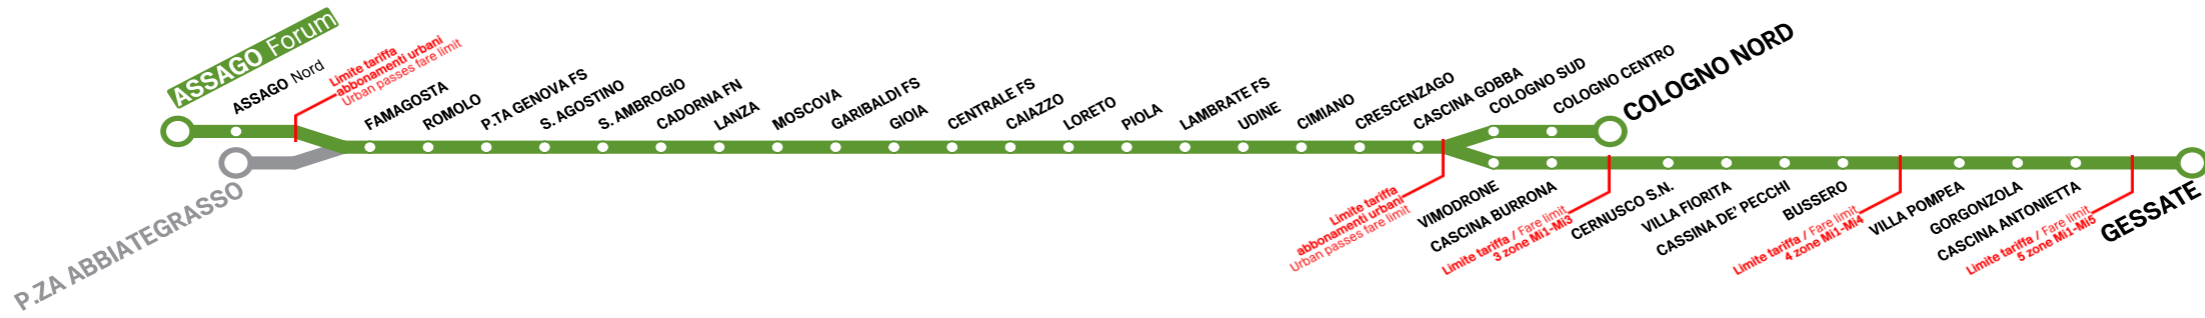 ASSAGO Forum
ASSAGO Nord
Limite tariffa
abbonamenti urbani
Urban passes fare limit
P.ZA ABBIATEGRASSO
FAMAGOSTA
ROMOLO
P.TA GENOVA FS
S. AGOSTINO
S. AMBROGIO
CADORNA FN
LANZA
MOSCOVA
GARIBALDI FS
GIOIA
CENTRALE FS
CAIAZZO
LORETO
PIOLA
LAMBRATE FS
UDINE
CIMIANO
CRESCENZAGO
CASCINA GOBBA
COLOGNO SUD
COLOGNO CENTRO
COLOGNO NORD
Limite tariffa
abbonamenti urbani
Urban passes fare limit
VIMODRONE
CASCINA BURRONA
Limite tariffa / Fare limit
3 zone Mi1-Mi3
CERNUSCO S.N.
VILLA FIORITA
CASSINA DE' PECCHI
BUSSERO
Limite tariffa / Fare limit
4 zone Mi1-Mi4
VILLA POMPEA
GORGONZOLA
CASCINA ANTONIETTA
Limite tariffa / Fare limit
5 zone Mi1-Mi5
GESSATE